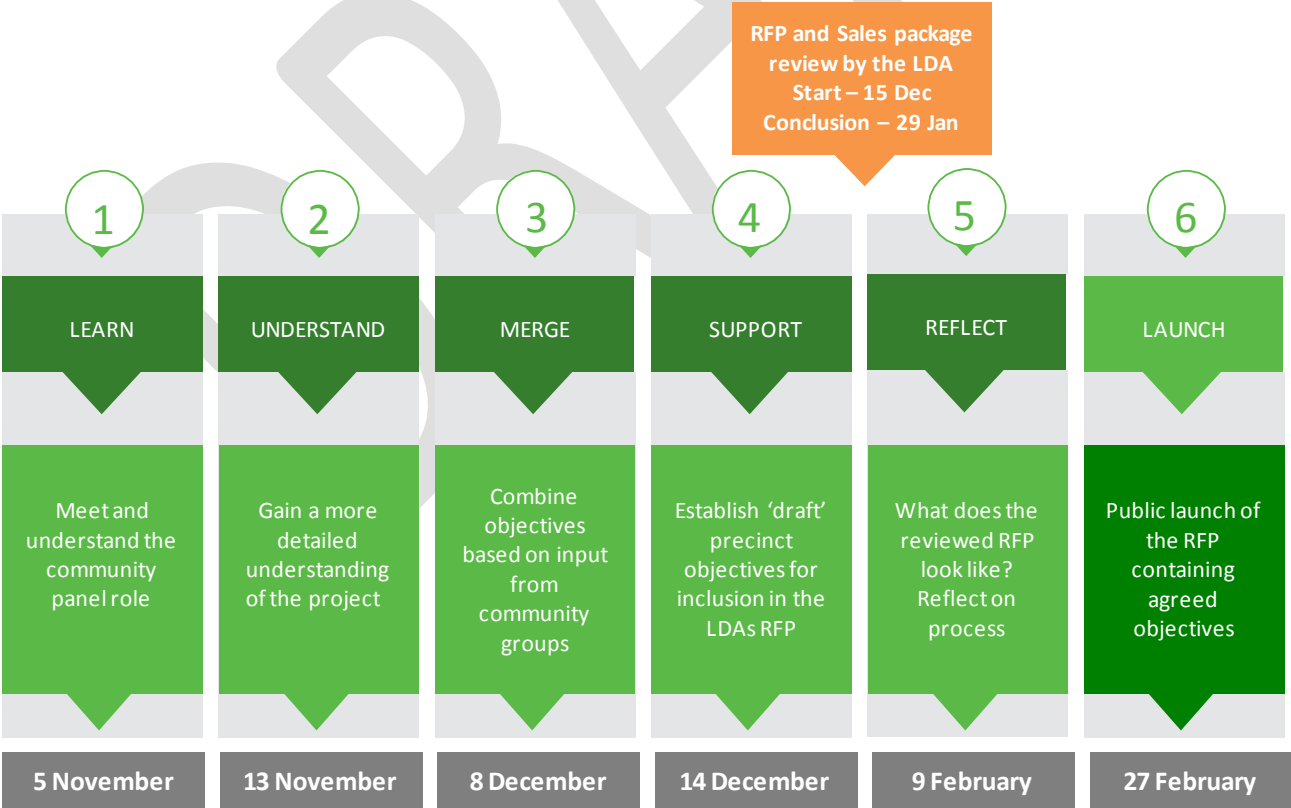 RFP and Sales package
review by the LDA
Start – 15 Dec
Conclusion – 29 Jan
1
2
3
4
5
6
LEARN
UNDERSTAND
MERGE
SUPPORT
REFLECT
LAUNCH
Meet and
understand the
community
panel role
Gain a more
detailed
understanding
of the project
Combine
objectives
based on input
from
community
groups
Establish ‘draft’
precinct
objectives for
inclusion in the
LDAs RFP
What does the
reviewed RFP
look like?
Reflect on
process
Public launch of
the RFP
containing
agreed
objectives
5 November
13 November
8 December
14 December
9 February
27 February